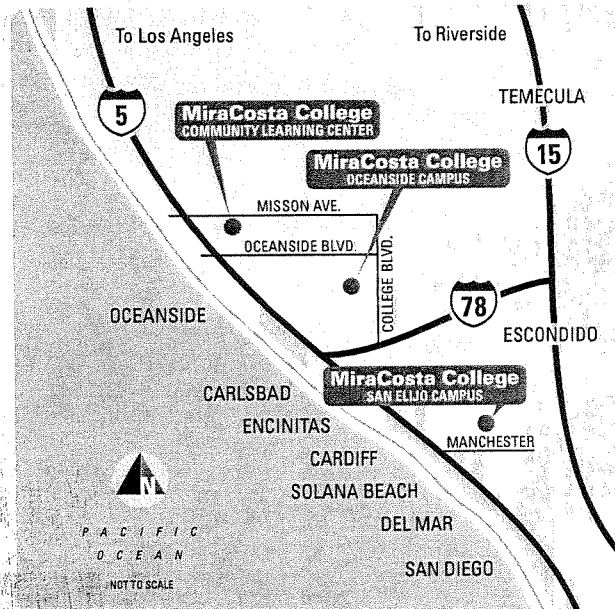 To Los Angeles
To Riverside
5
MiraCosta College
COMMUNITY LEARNING CENTER
TEMECULA
15
MiraCosta College
OCEANSIDE CAMPUS
MISSON AVE.
OCEANSIDE BLVD.
COLLEGE BLVD.
78
OCEANSIDE
ESCONDIDO
MiraCosta College
SAN ELIJO CAMPUS
CARLSBAD
ENCINITAS
MANCHESTER
CARDIFF
SOLANA BEACH
N
DEL MAR
PACIFIC
OCEAN
SAN DIEGO
NOT TO SCALE